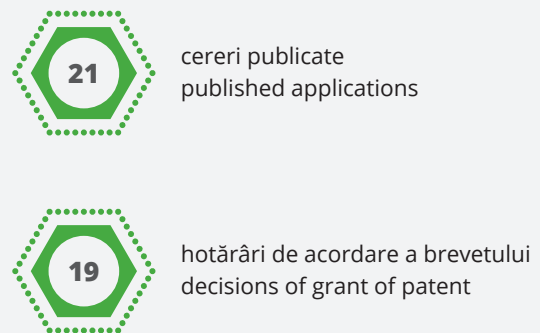 21
cereri publicate
published applications
19
hotărâri de acordare a brevetului
decisions of grant of patent